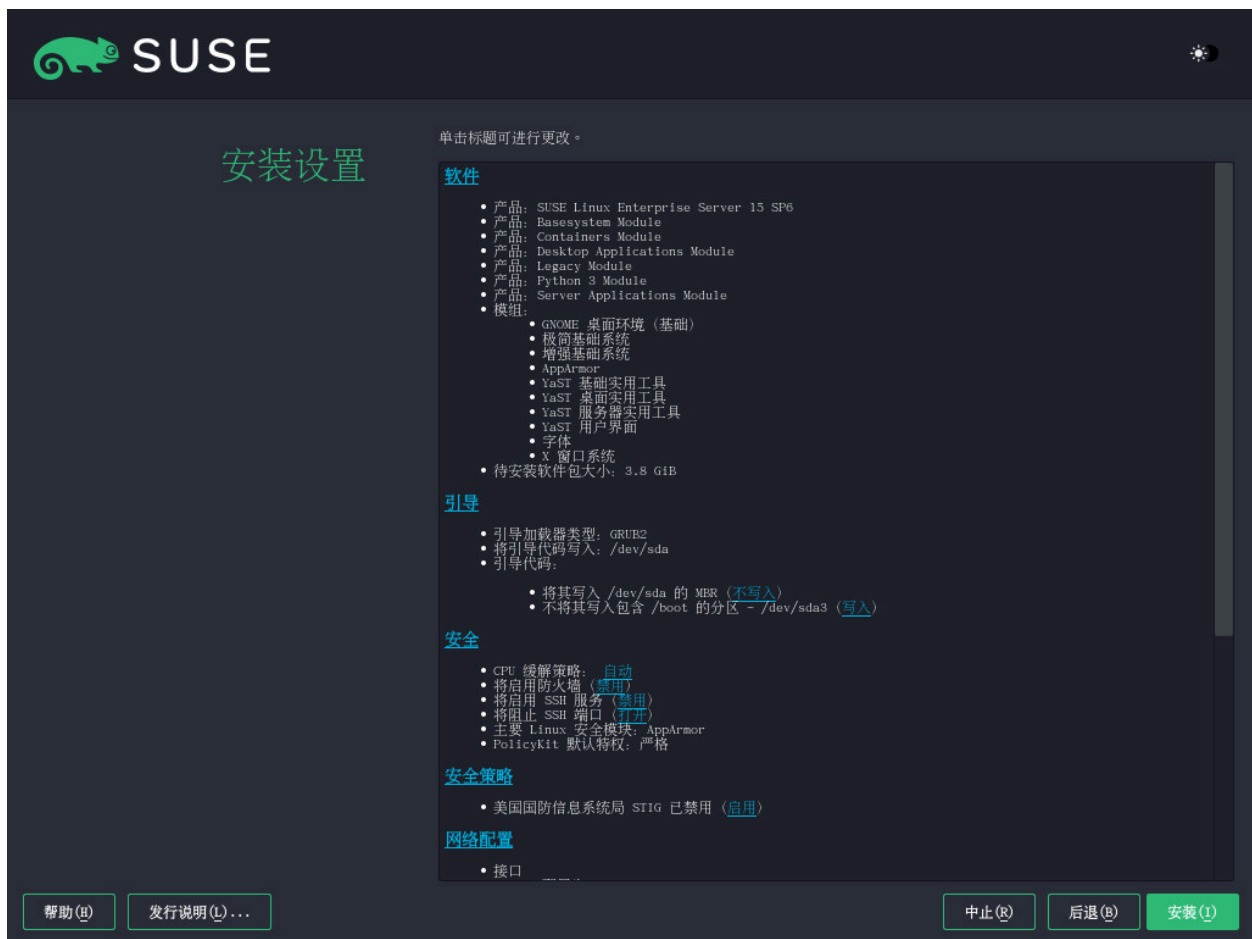 SUSE
安装设置
单击标题可进行更改。
软件
产品: SUSE Linux Enterprise Server 15 SP6
产品: Basesystem Module
产品: Containers Module
产品: Desktop Applications Module
产品: Legacy Module
产品: Python 3 Module
产品: Server Applications Module
模组:
GNOME 桌面环境 (基础)
极简基础系统
增强基础系统
AppArmor
YaST 基础实用工具
YaST 桌面实用工具
YaST 服务器实用工具
YaST 用户界面
字体
X 窗口系统
待安装软件包大小: 3.8 GiB
引导
引导加载器类型: GRUB2
将引导代码写入: /dev/sda
引导代码:
将其写入 /dev/sda 的 MBR (不写入)
不将其写入包含 /boot 的分区 - /dev/sda3 (写入)
安全
CPU 缓解策略: 自动
将启用防火墙 (禁用)
将启用 SSH 服务 (禁用)
将阻止 SSH 端口 (打开)
主要 Linux 安全模块: AppArmor
PolicyKit 默认特权: 严格
安全策略
美国国防信息系统局 STIG 已禁用 (启用)
网络配置
接口
帮助(H)
发行说明(L)...
中止(R)
后退(B)
安装(I)